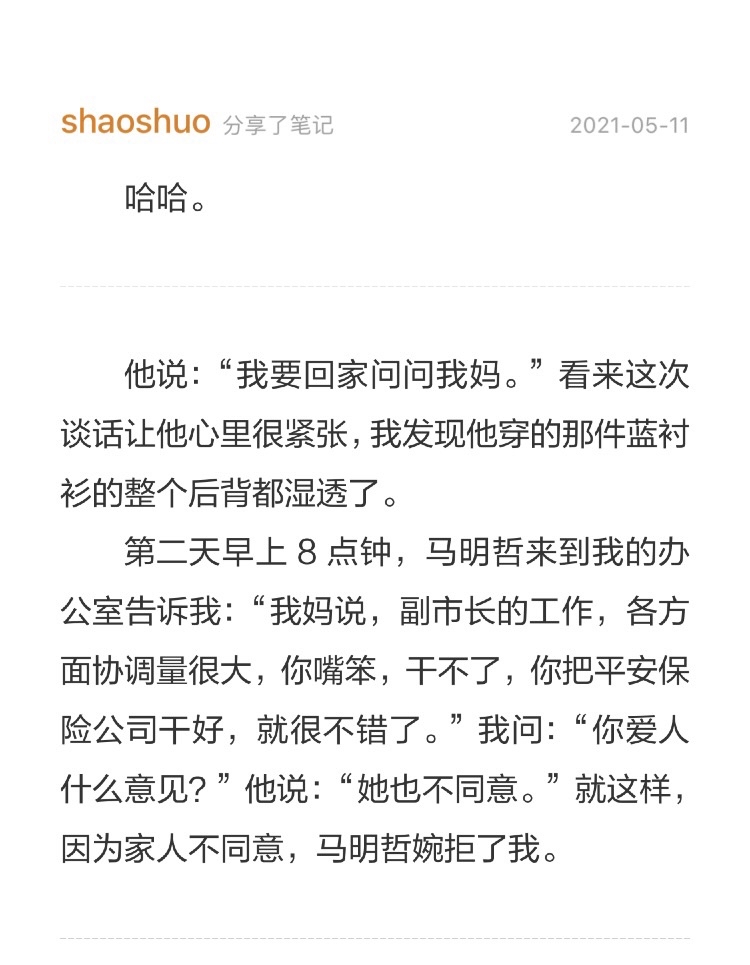 shaoshuo 分享了笔记 2021-05-11
哈哈。
他说：“我要回家问问我妈。”看来这次
谈话让他心里很紧张，我发现他穿的那件蓝衬
衫的整个后背都湿透了。
第二天早上 8 点钟，马明哲来到我的办
公室告诉我：“我妈说，副市长的工作，各方
面协调量很大，你嘴笨，干不了，你把平安保
险公司干好，就很不错了。”我问：“你爱人
什么意见？”他说：“她也不同意。”就这样，
因为家人不同意，马明哲婉拒了我。